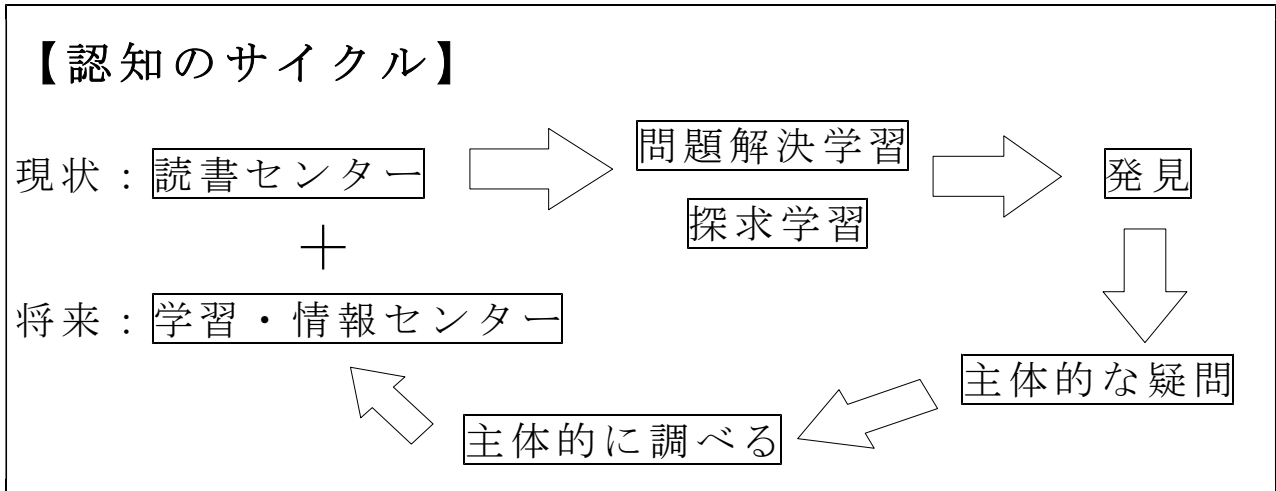 【認知のサイクル】
現状：読書センター
問題解決学習
探求学習
発見
＋
将来：学習・情報センター
主体的な疑問
主体的に調べる